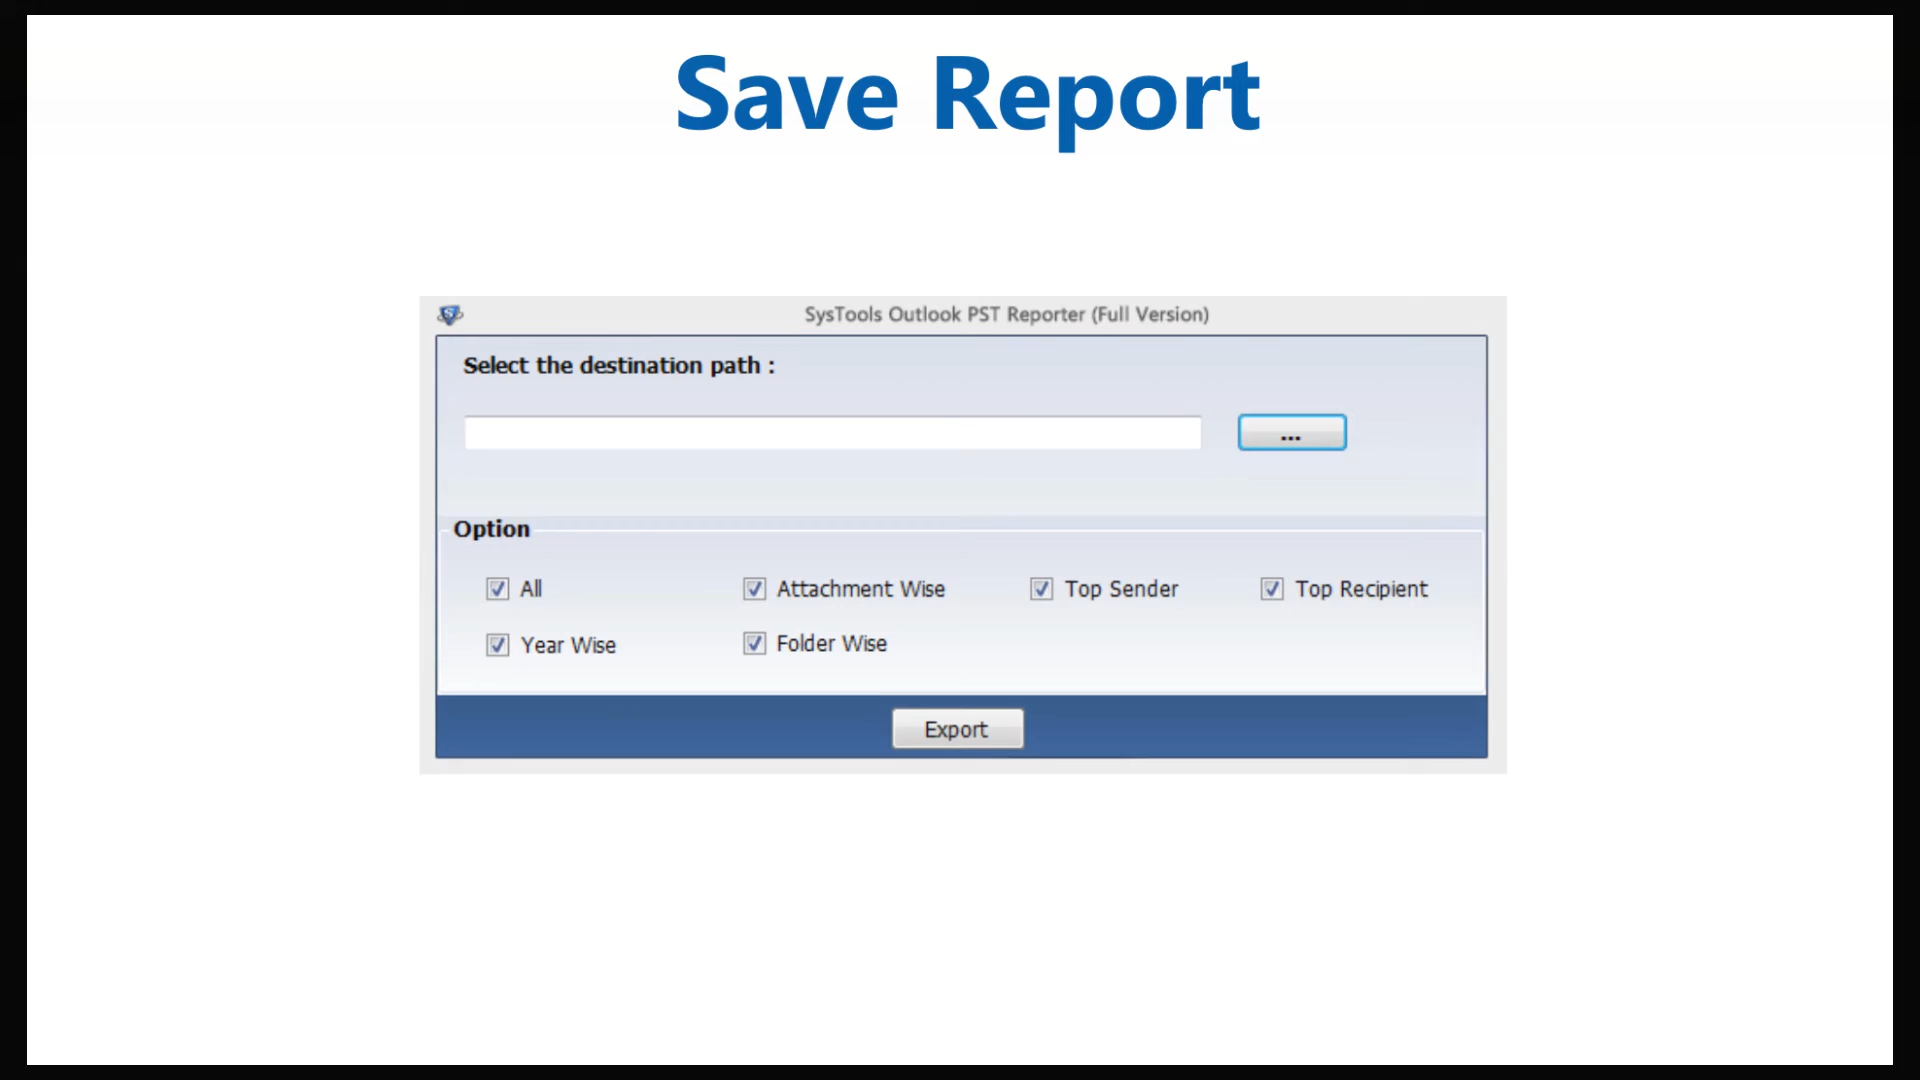 Save Report
SysTools Outlook PST Reporter (Full Version)
Select the destination path :
...
Option
All
Attachment Wise
Top Sender
Top Recipient
Year Wise
Folder Wise
Export